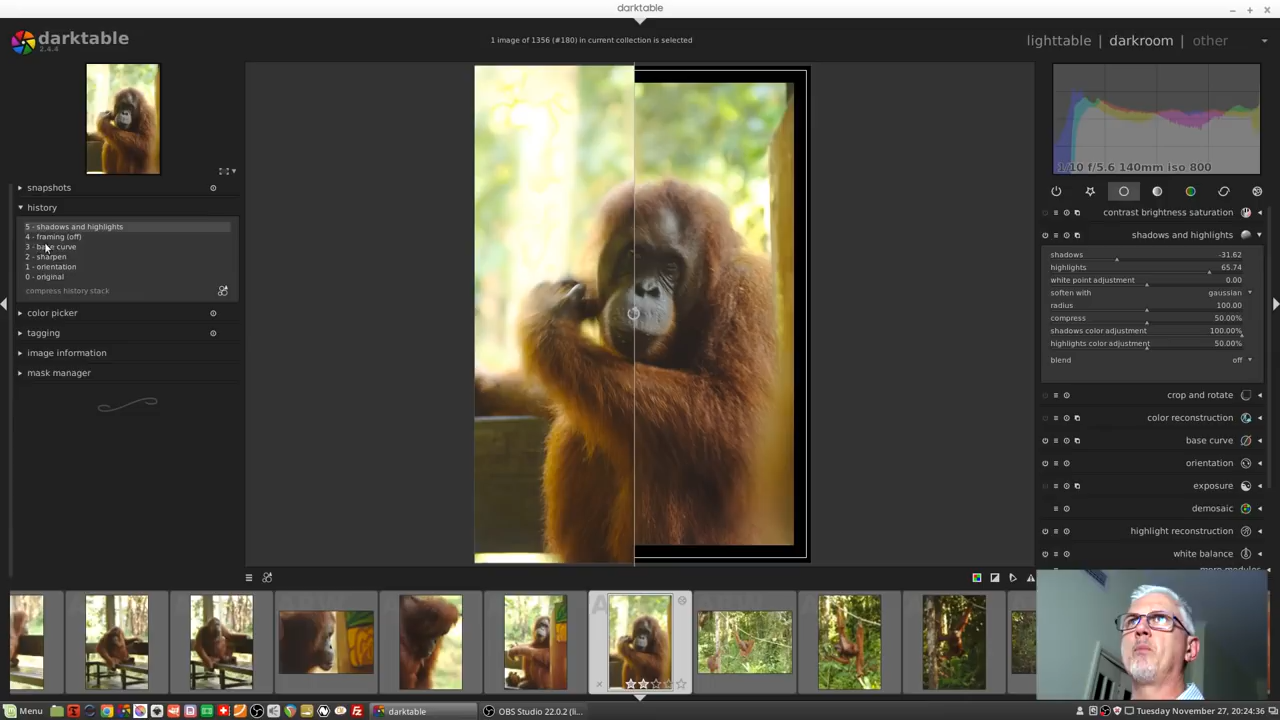 darktable
darktable
2.4.4
1 image of 1356 (#180) in current collection is selected
lighttable | darkroom | other
1/10 f/5.6 140mm iso 800
snapshots
history
5 - shadows and highlights
4 - framing (off)
3 - base curve
2 - sharpen
1 - orientation
0 - original
compress history stack
color picker
tagging
image information
mask manager
contrast brightness saturation
shadows and highlights
shadows -31.62
highlights 65.74
white point adjustment 0.00
soften with gaussian
radius 100.00
compress 50.00%
shadows color adjustment 100.00%
highlights color adjustment 50.00%
blend off
crop and rotate
color reconstruction
base curve
orientation
exposure
demosaic
highlight reconstruction
white balance
more modules
Menu
darktable
OBS Studio 22.0.2 (li...
Tuesday November 27, 20:24:36